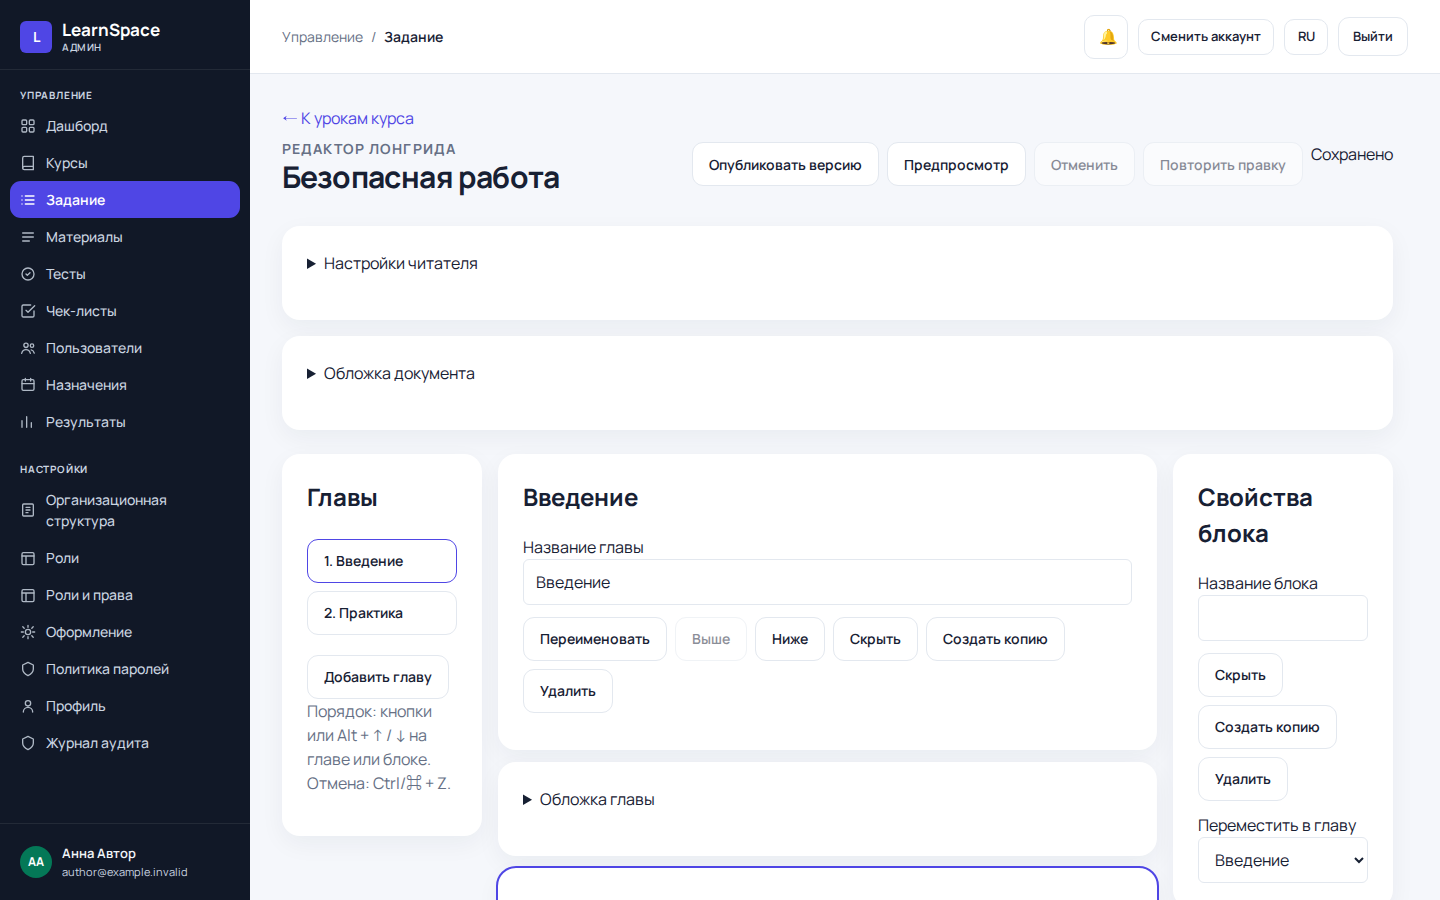 L
LearnSpace
АДМИН
УПРАВЛЕНИЕ
Дашборд
Курсы
Задание
Материалы
Тесты
Чек-листы
Пользователи
Назначения
Результаты
НАСТРОЙКИ
Организационная
структура
Роли
Роли и права
Оформление
Политика паролей
Профиль
Журнал аудита
АА
Анна Автор
author@example.invalid
Управление / Задание
Сменить аккаунт
RU
Выйти
← К урокам курса
РЕДАКТОР ЛОНГРИДА
Безопасная работа
Опубликовать версию
Предпросмотр
Отменить
Повторить правку
Сохранено
▶ Настройки читателя
▶ Обложка документа
Главы
1. Введение
2. Практика
Добавить главу
Порядок: кнопки
или Alt + ↑ / ↓ на
главе или блоке.
Отмена: Ctrl/⌘ + Z.
Введение
Название главы
Введение
Переименовать
Выше
Ниже
Скрыть
Создать копию
Удалить
▶ Обложка главы
Свойства
блока
Название блока
Скрыть
Создать копию
Удалить
Переместить в главу
Введение